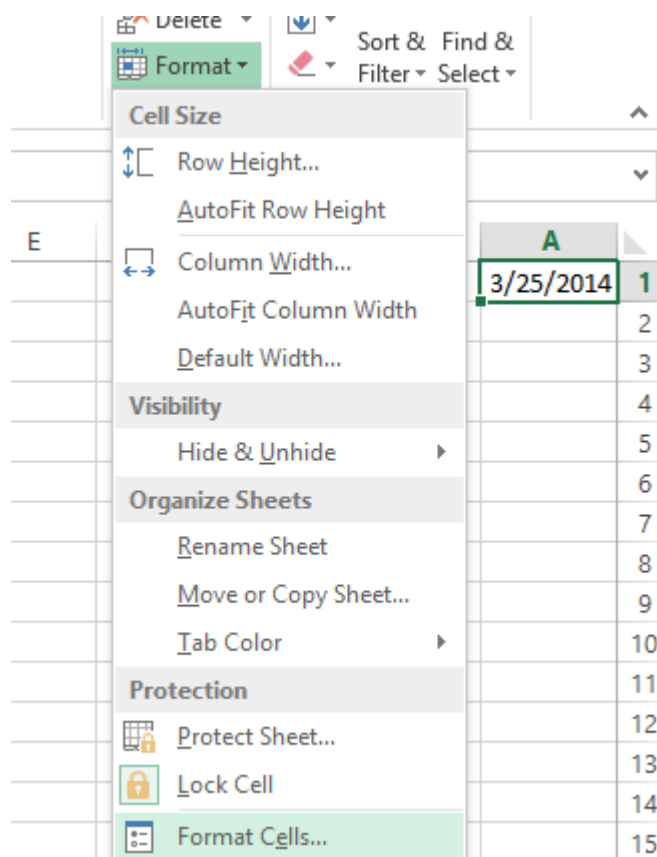 Delete
Format
Sort & Find &
Filter Select
Cell Size
Row Height...
AutoFit Row Height
Column Width...
AutoFit Column Width
Default Width...
Visibility
Hide & Unhide
Organize Sheets
Rename Sheet
Move or Copy Sheet...
Tab Color
Protection
Protect Sheet...
Lock Cell
Format Cells...
E
A
3/25/2014 1
2
3
4
5
6
7
8
9
10
11
12
13
14
15